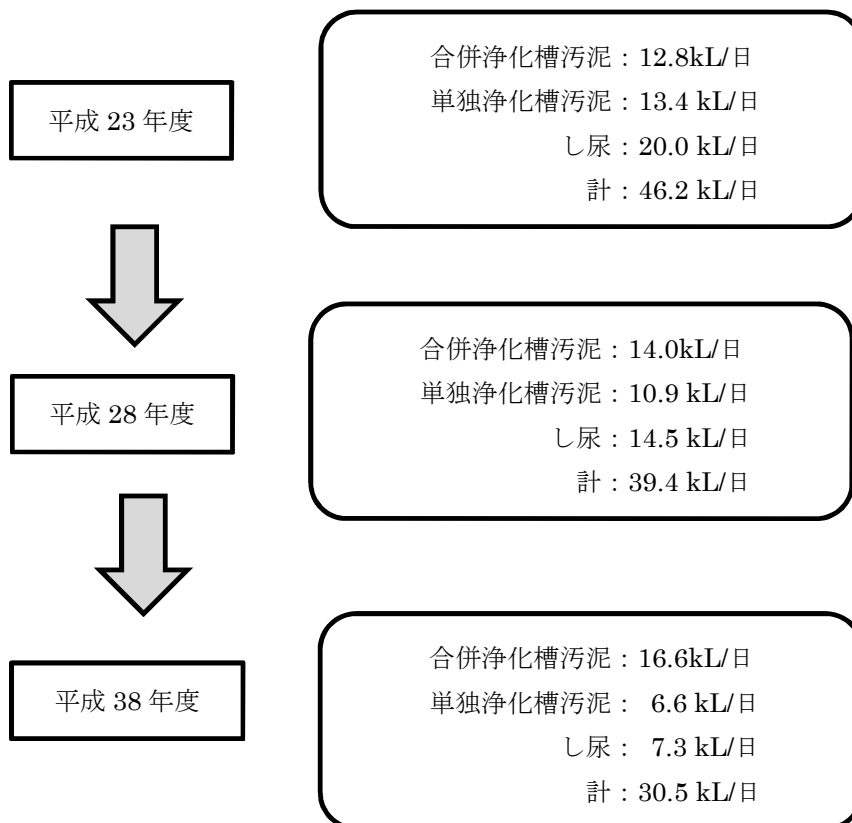 平成 23 年度
合併浄化槽汚泥：12.8kL/日
単独浄化槽汚泥：13.4 kL/日
し尿：20.0 kL/日
計：46.2 kL/日
平成 28 年度
合併浄化槽汚泥：14.0kL/日
単独浄化槽汚泥：10.9 kL/日
し尿：14.5 kL/日
計：39.4 kL/日
平成 38 年度
合併浄化槽汚泥：16.6kL/日
単独浄化槽汚泥： 6.6 kL/日
し尿： 7.3 kL/日
計：30.5 kL/日